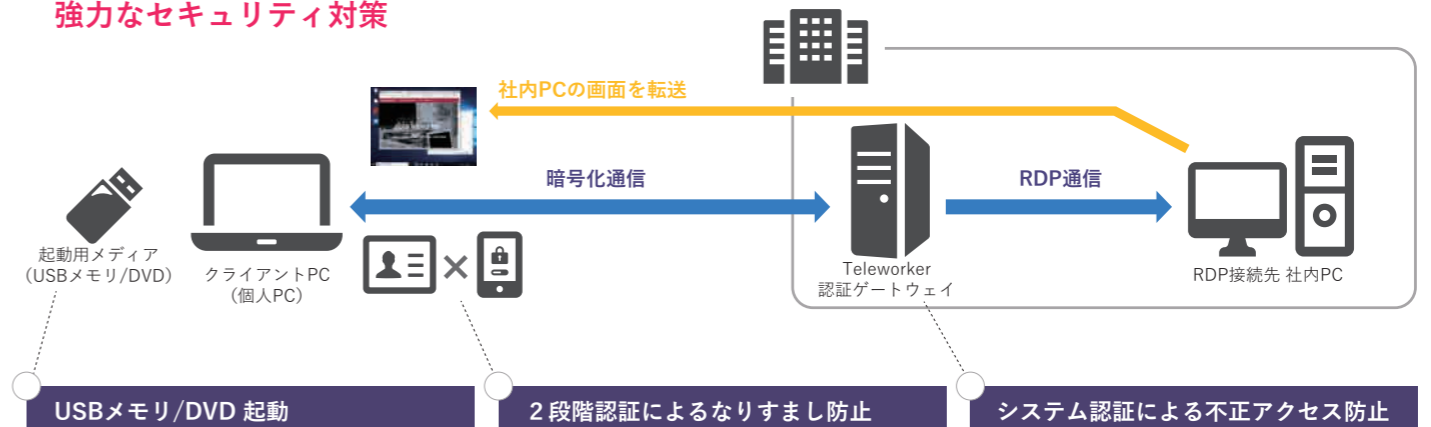 強力なセキュリティ対策
社内PCの画面を転送
暗号化通信
RDP通信
起動用メディア
（USBメモリ/DVD）
クライアントPC
（個人PC）
Teleworker
認証ゲートウェイ
RDP接続先 社内PC
USBメモリ/DVD 起動
２段階認証によるなりすまし防止
システム認証による不正アクセス防止